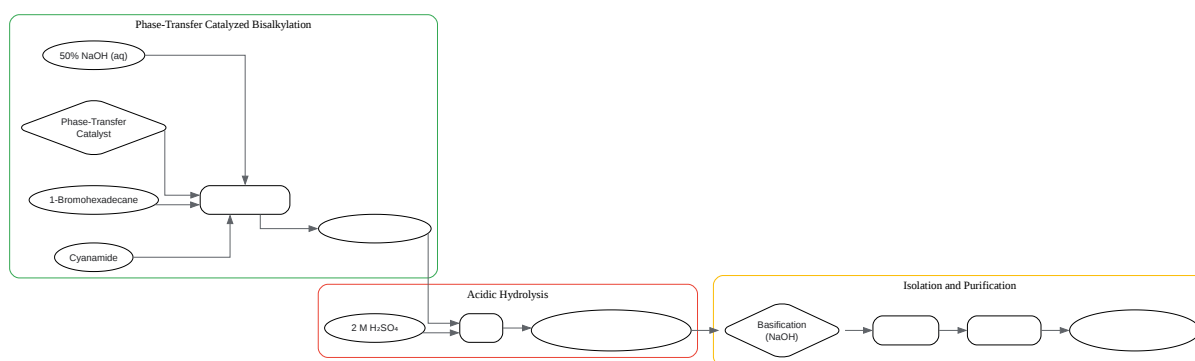 Phase-Transfer Catalyzed Bisalkylation
50% NaOH (aq)
Phase-Transfer
Catalyst
1-Bromohexadecane
Cyanamide
Acidic Hydrolysis
2 M H₂SO₄
Isolation and Purification
Basification
(NaOH)